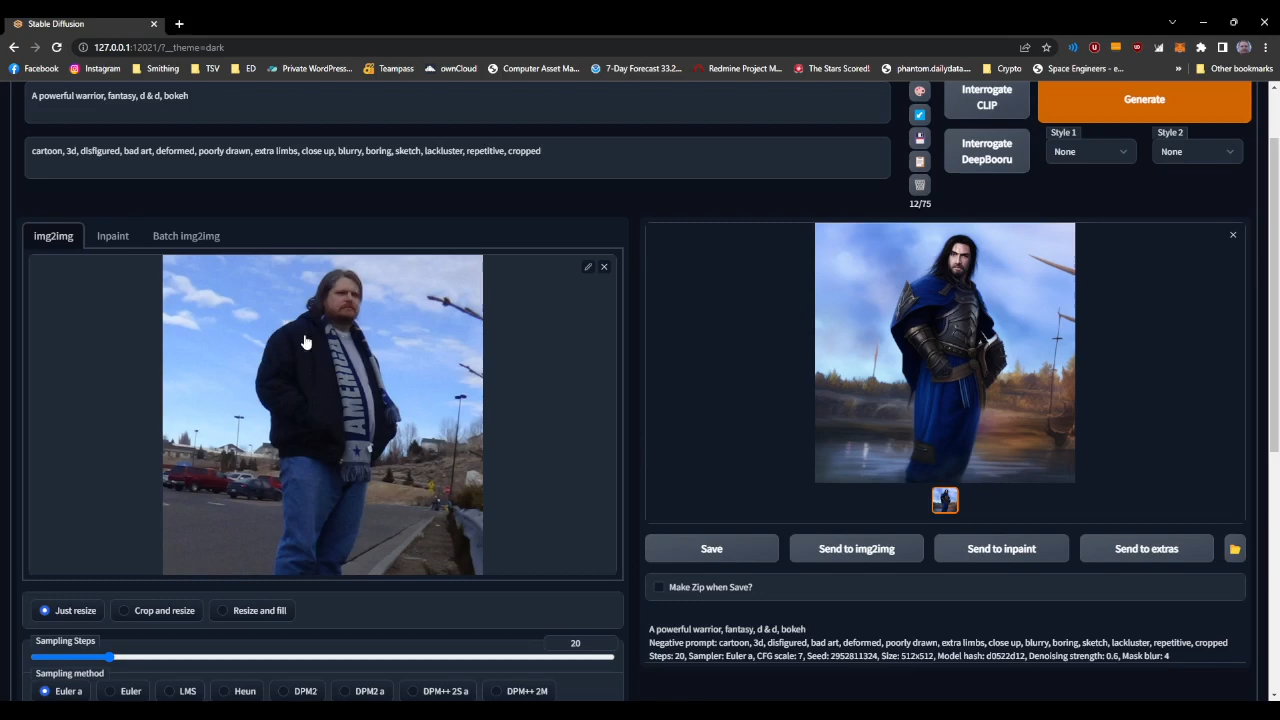 Stable Diffusion
127.0.0.1:12021/?__theme=dark
Facebook Instagram Smithing TSV ED Private WordPress... Teampass ownCloud Computer Asset Ma... 7-Day Forecast 33.2... Redmine Project M... The Stars Scored! phantom.dailydata... Crypto Space Engineers - e... » Other bookmarks
A powerful warrior, fantasy, d & d, bokeh
Interrogate
CLIP
Generate
cartoon, 3d, disfigured, bad art, deformed, poorly drawn, extra limbs, close up, blurry, boring, sketch, lackluster, repetitive, cropped
Interrogate
DeepBooru
Style 1 Style 2
None None
12/75
img2img Inpaint Batch img2img
AMERICO
Save Send to img2img Send to inpaint Send to extras
Make Zip when Save?
Just resize Crop and resize Resize and fill
A powerful warrior, fantasy, d & d, bokeh
Negative prompt: cartoon, 3d, disfigured, bad art, deformed, poorly drawn, extra limbs, close up, blurry, boring, sketch, lackluster, repetitive, cropped
Steps: 20, Sampler: Euler a, CFG scale: 7, Seed: 2952811324, Size: 512x512, Model hash: d0522d12, Denoising strength: 0.6, Mask blur: 4
Sampling Steps 20
Sampling method
Euler a Euler LMS Heun DPM2 DPM2 a DPM++ 2S a DPM++ 2M